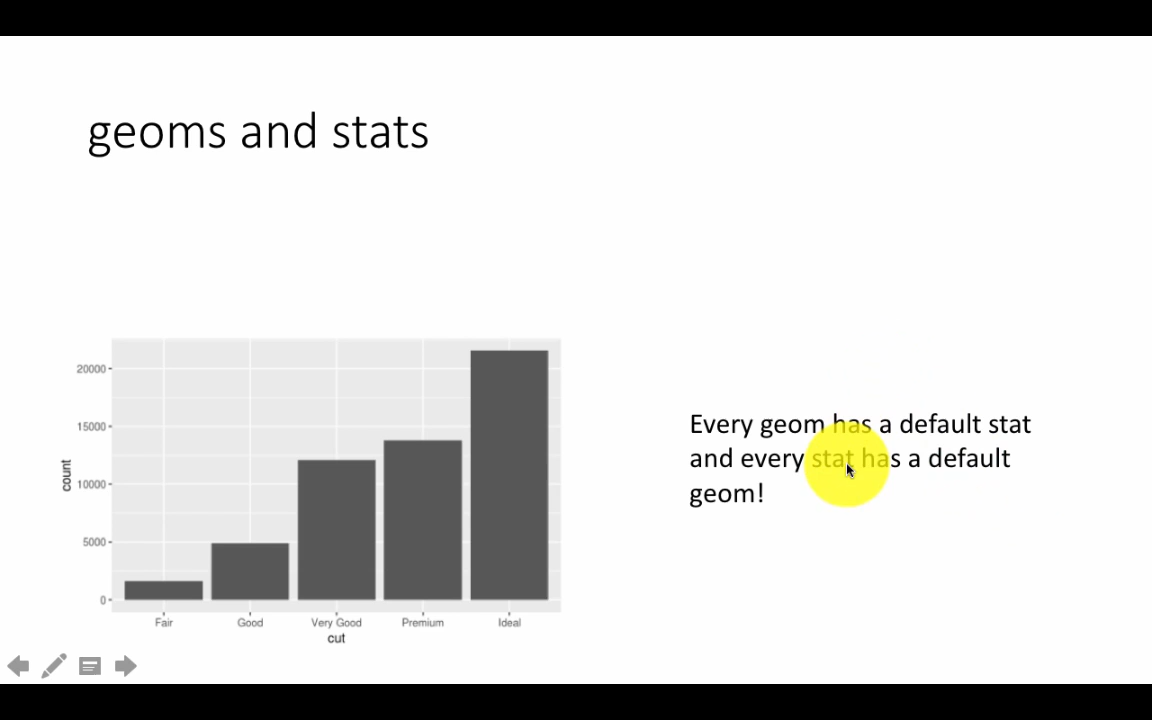 geoms and stats
20000
15000
10000
5000
0
count
Fair Good Very Good Premium Ideal
cut
Every geom has a default stat
and every stat has a default
geom!